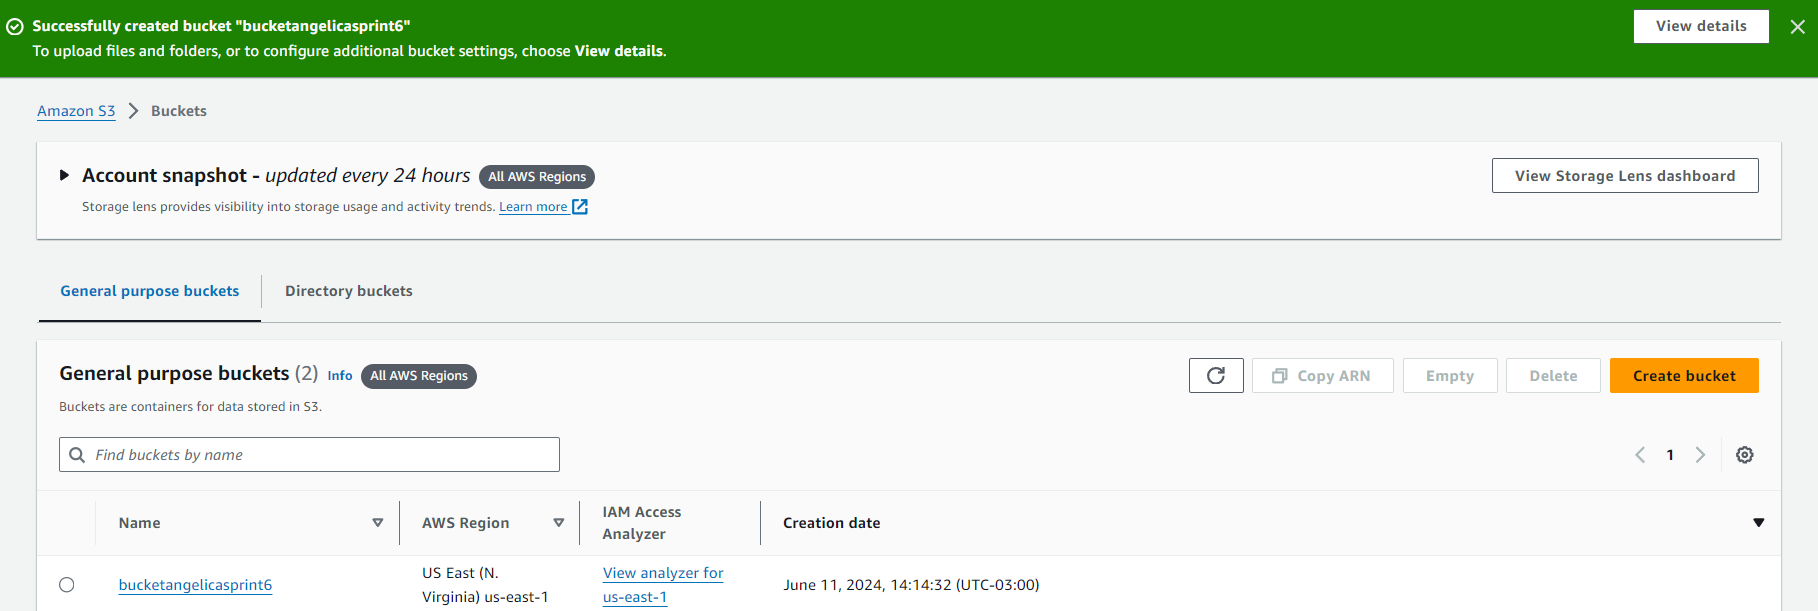 Successfully created bucket "bucketangelicasprint6"
To upload files and folders, or to configure additional bucket settings, choose View details.
View details
Amazon S3 > Buckets
Account snapshot - updated every 24 hours All AWS Regions
View Storage Lens dashboard
Storage lens provides visibility into storage usage and activity trends. Learn more
General purpose buckets
Directory buckets
General purpose buckets (2) Info All AWS Regions
Copy ARN
Empty
Delete
Create bucket
Buckets are containers for data stored in S3.
Find buckets by name
1
Name
AWS Region
IAM Access
Analyzer
Creation date
bucketangelicasprint6
US East (N.
Virginia) us-east-1
View analyzer for
us-east-1
June 11, 2024, 14:14:32 (UTC-03:00)